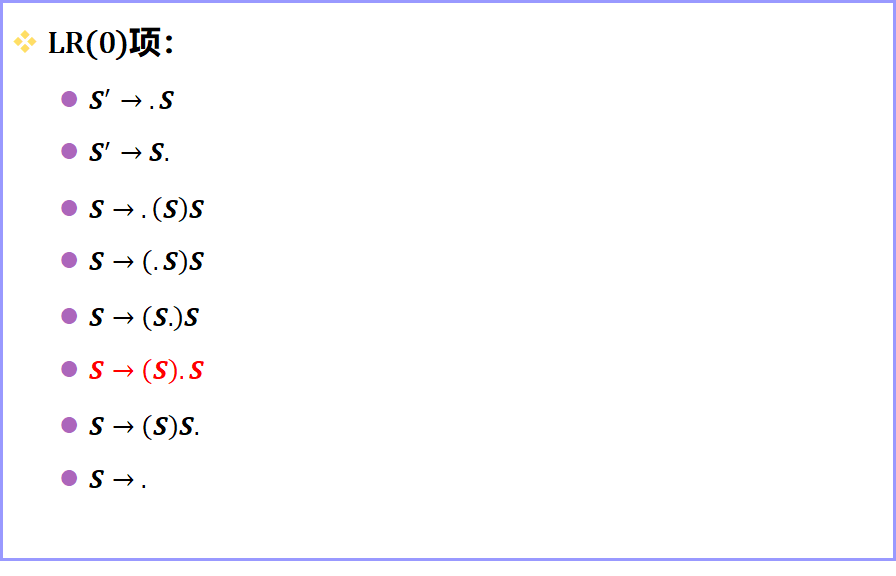 LR(0)项：
S′ → .S
S′ → S.
S → .(S)S
S → (.S)S
S → (S.)S
S → (S).S
S → (S)S.
S → .